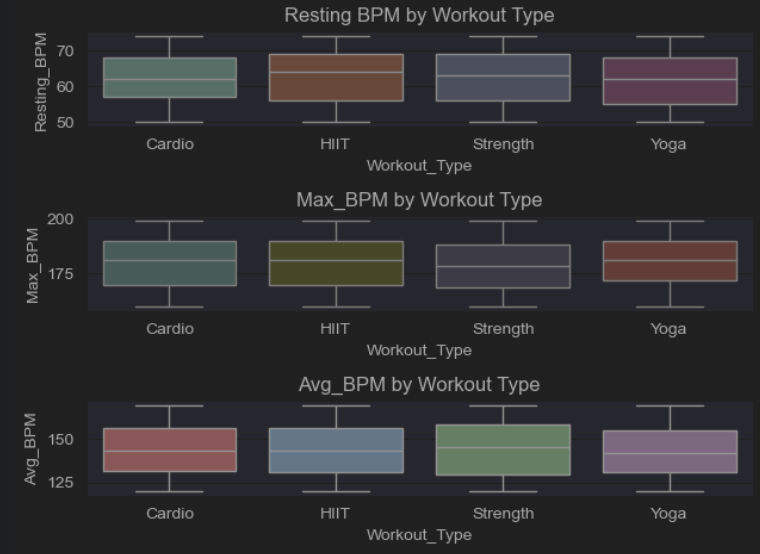 Resting BPM by Workout Type
Resting_BPM
70
60
50
Cardio HIIT Strength Yoga
Workout_Type
Max_BPM by Workout Type
Max_BPM
200
175
Cardio HIIT Strength Yoga
Workout_Type
Avg_BPM by Workout Type
Avg_BPM
150
125
Cardio HIIT Strength Yoga
Workout_Type